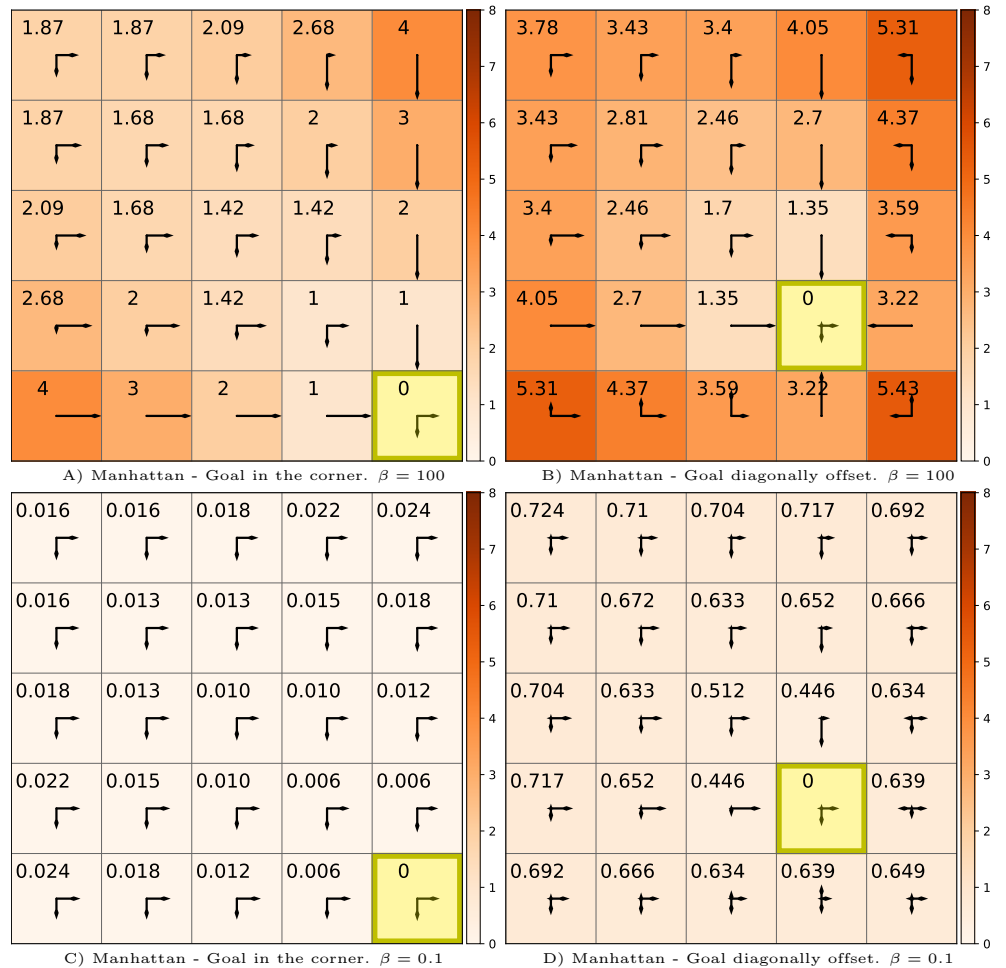 1.87 1.87 2.09 2.68 4 8 3.78 3.43 3.4 4.05 5.31 8
7 7
1.87 1.68 1.68 2 3 6 3.43 2.81 2.46 2.7 4.37 6
5 5
2.09 1.68 1.42 1.42 2 4 3.4 2.46 1.7 1.35 3.59 4
3 3
2.68 2 1.42 1 1 2 4.05 2.7 1.35 0 3.22 2
4 3 2 1 0 1 5.31 4.37 3.59 3.22 5.43 1
0 0
A) Manhattan - Goal in the corner. β = 100 B) Manhattan - Goal diagonally offset. β = 100
0.016 0.016 0.018 0.022 0.024 8 0.724 0.71 0.704 0.717 0.692 8
7 7
0.016 0.013 0.013 0.015 0.018 6 0.71 0.672 0.633 0.652 0.666 6
5 5
0.018 0.013 0.010 0.010 0.012 4 0.704 0.633 0.512 0.446 0.634 4
3 3
0.022 0.015 0.010 0.006 0.006 2 0.717 0.652 0.446 0 0.639 2
0.024 0.018 0.012 0.006 0 1 0.692 0.666 0.634 0.639 0.649 1
0 0
C) Manhattan - Goal in the corner. β = 0.1 D) Manhattan - Goal diagonally offset. β = 0.1